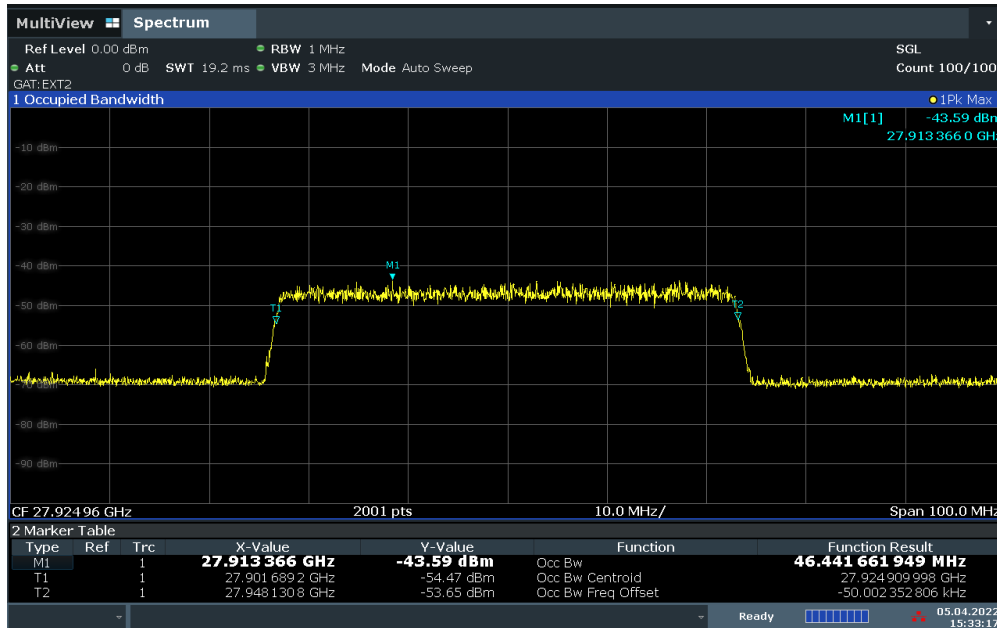 MultiView Spectrum
Ref Level 0.00 dBm RBW 1 MHz SGL
Att 0 dB SWT 19.2 ms VBW 3 MHz Mode Auto Sweep Count 100/100
GAT:EXT2
1 Occupied Bandwidth 1Pk Max
M1[1] -43.59 dBm
27.913 366 0 GHz
-10 dBm
-20 dBm
-30 dBm
-40 dBm
M1
-50 dBm
T1
T2
-60 dBm
-70 dBm
-80 dBm
-90 dBm
CF 27.924 96 GHz 2001 pts 10.0 MHz/ Span 100.0 MHz
2 Marker Table
Type Ref Trc X-Value Y-Value Function Function Result
M1 1 27.913 366 GHz -43.59 dBm Occ Bw 46.441 661 949 MHz
T1 1 27.901 689 2 GHz -54.47 dBm Occ Bw Centroid 27.924 909 998 GHz
T2 1 27.948 130 8 GHz -53.65 dBm Occ Bw Freq Offset -50.002 352 806 kHz
Ready 05.04.2022
15:33:17